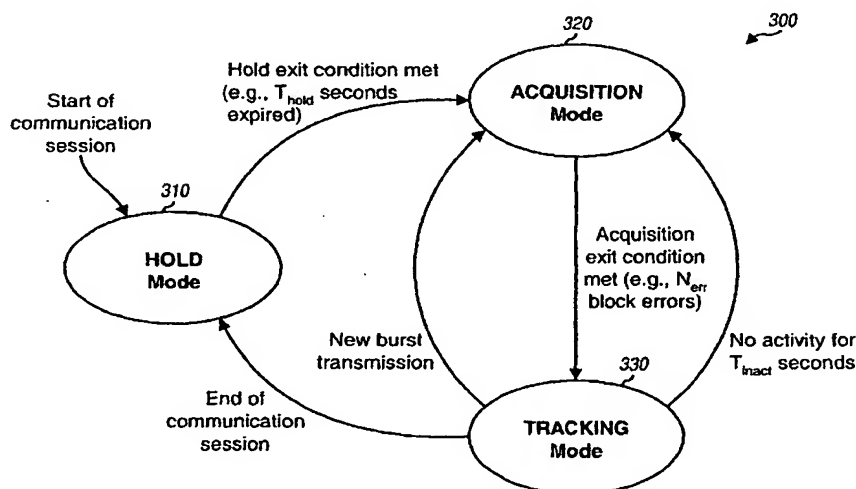 300
320
ACQUISITION
Mode
Hold exit condition met
(e.g., T_hold seconds
expired)
Start of
communication
session
310
HOLD
Mode
Acquisition
exit condition
met (e.g., N_err
block errors)
New burst
transmission
No activity for
T_inact seconds
330
End of
communication
session
TRACKING
Mode